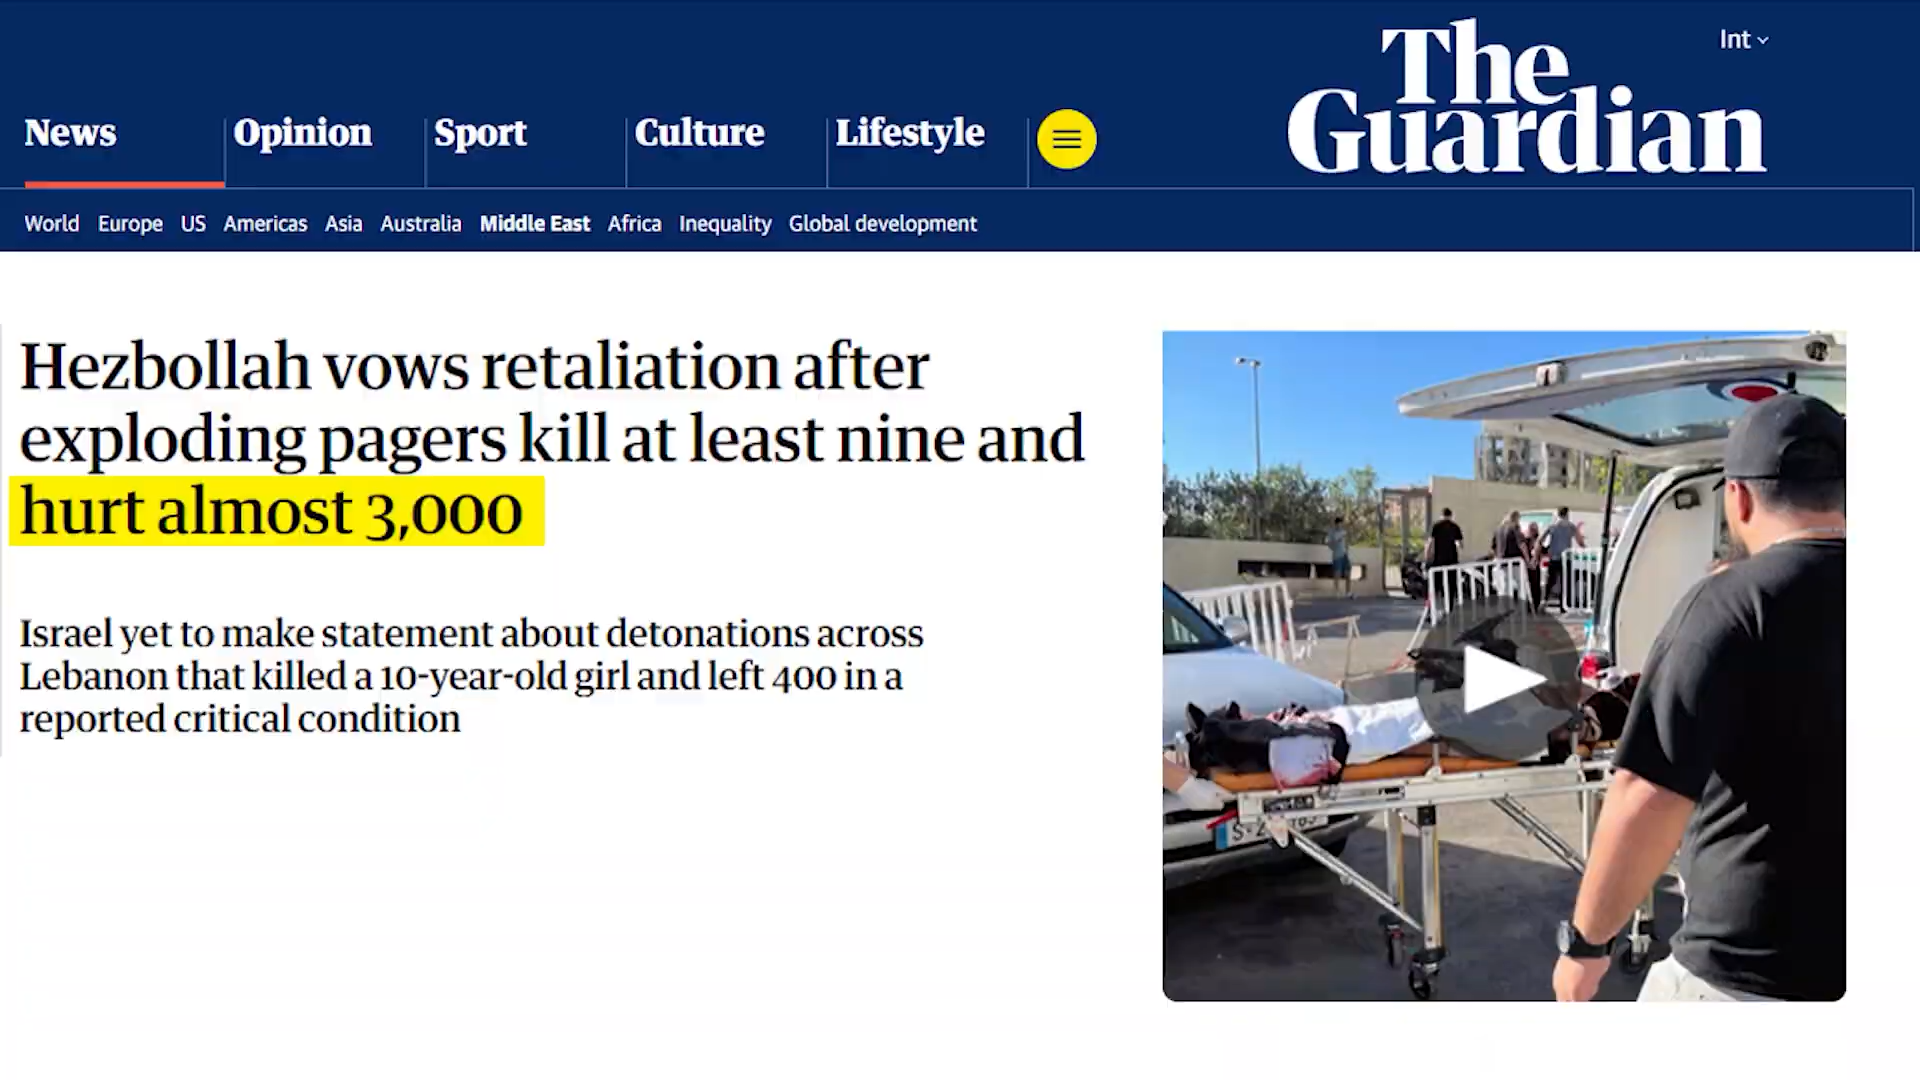 The
Guardian
Int
News Opinion Sport Culture Lifestyle
World Europe US Americas Asia Australia Middle East Africa Inequality Global development
Hezbollah vows retaliation after
exploding pagers kill at least nine and
hurt almost 3,000
Israel yet to make statement about detonations across
Lebanon that killed a 10-year-old girl and left 400 in a
reported critical condition